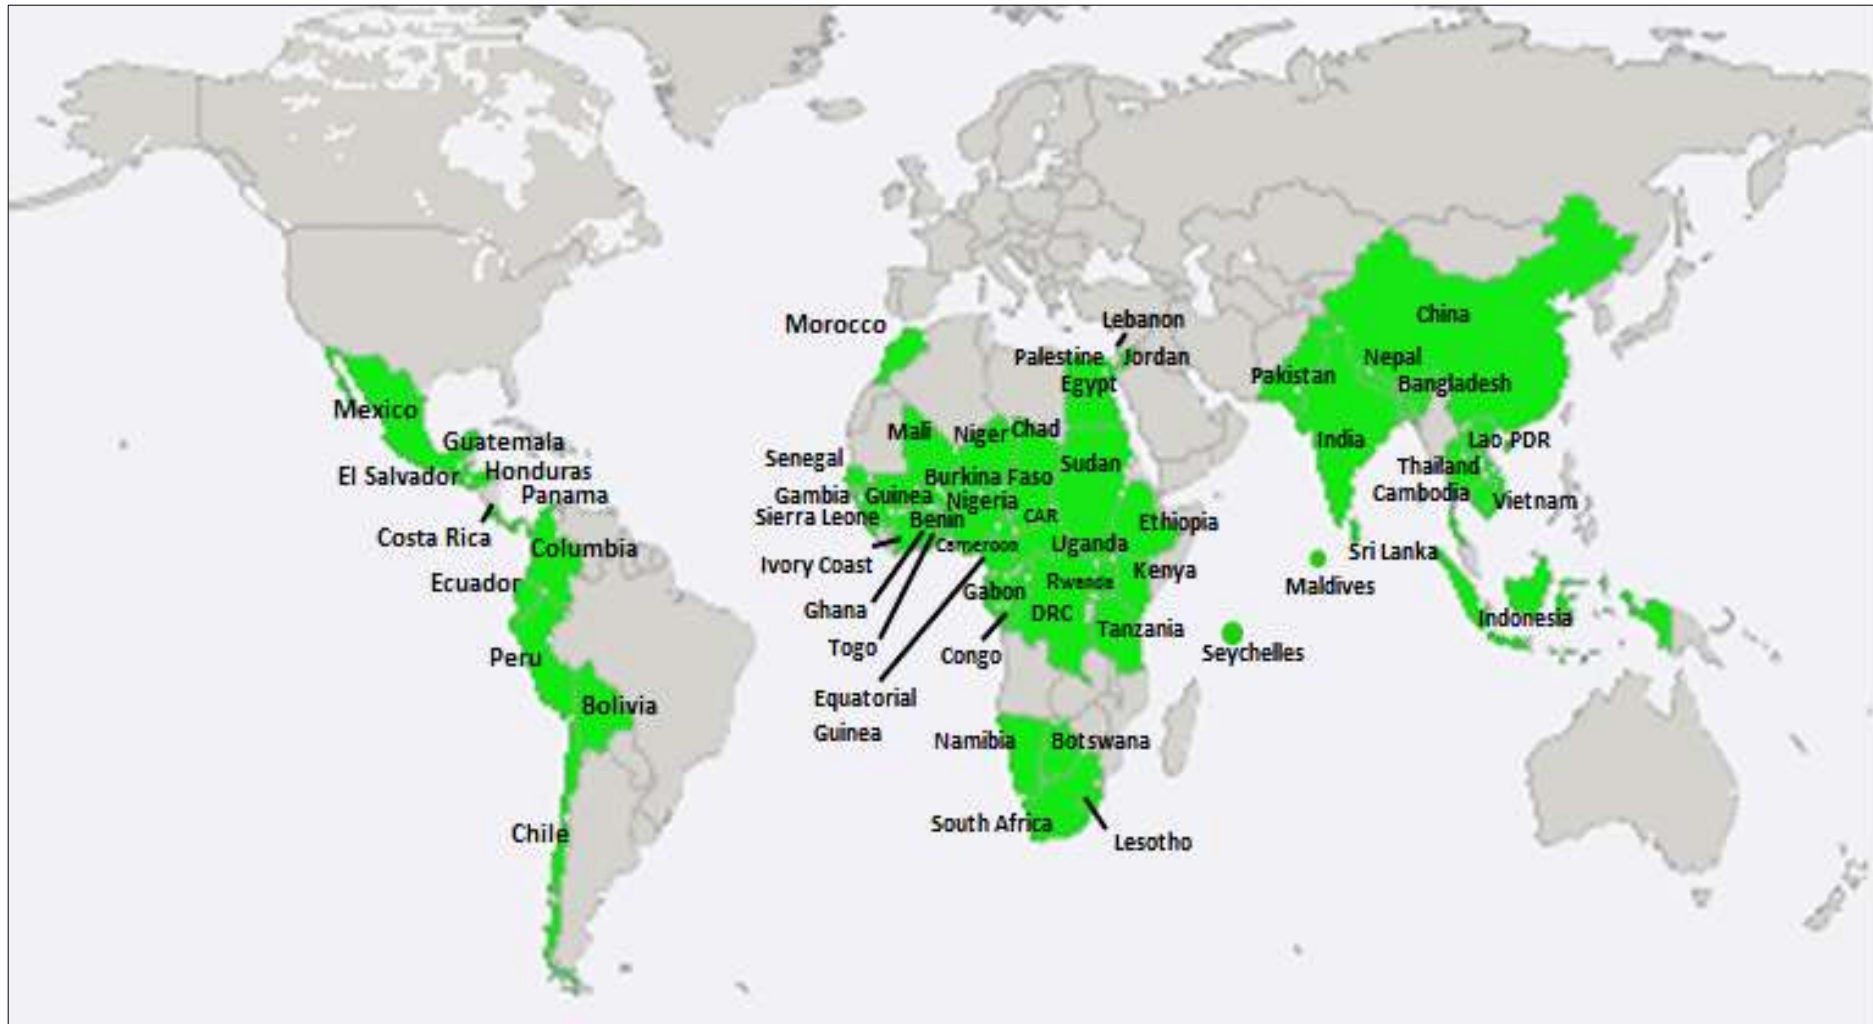 Mexico
Guatemala
El Salvador
Honduras
Panama
Costa Rica
Columbia
Ecuador
Peru
Bolivia
Chile
Morocco
Lebanon
Palestine
Jordan
Egypt
Mali
Niger
Chad
Senegal
Sudan
Burkina Faso
Gambia
Guinea
Nigeria
Sierra Leone
Benin
CAR
Ethiopia
Ivory Coast
Cameroon
Uganda
Kenya
Rwende
Gabon
Ghana
DRC
Tanzania
Togo
Congo
Equatorial
Guinea
Namibia
Botswana
South Africa
Lesotho
Seychelles
Maldives
China
Nepal
Pakistan
Bangladesh
India
Lao PDR
Thailand
Cambodia
Vietnam
Sri Lanka
Indonesia